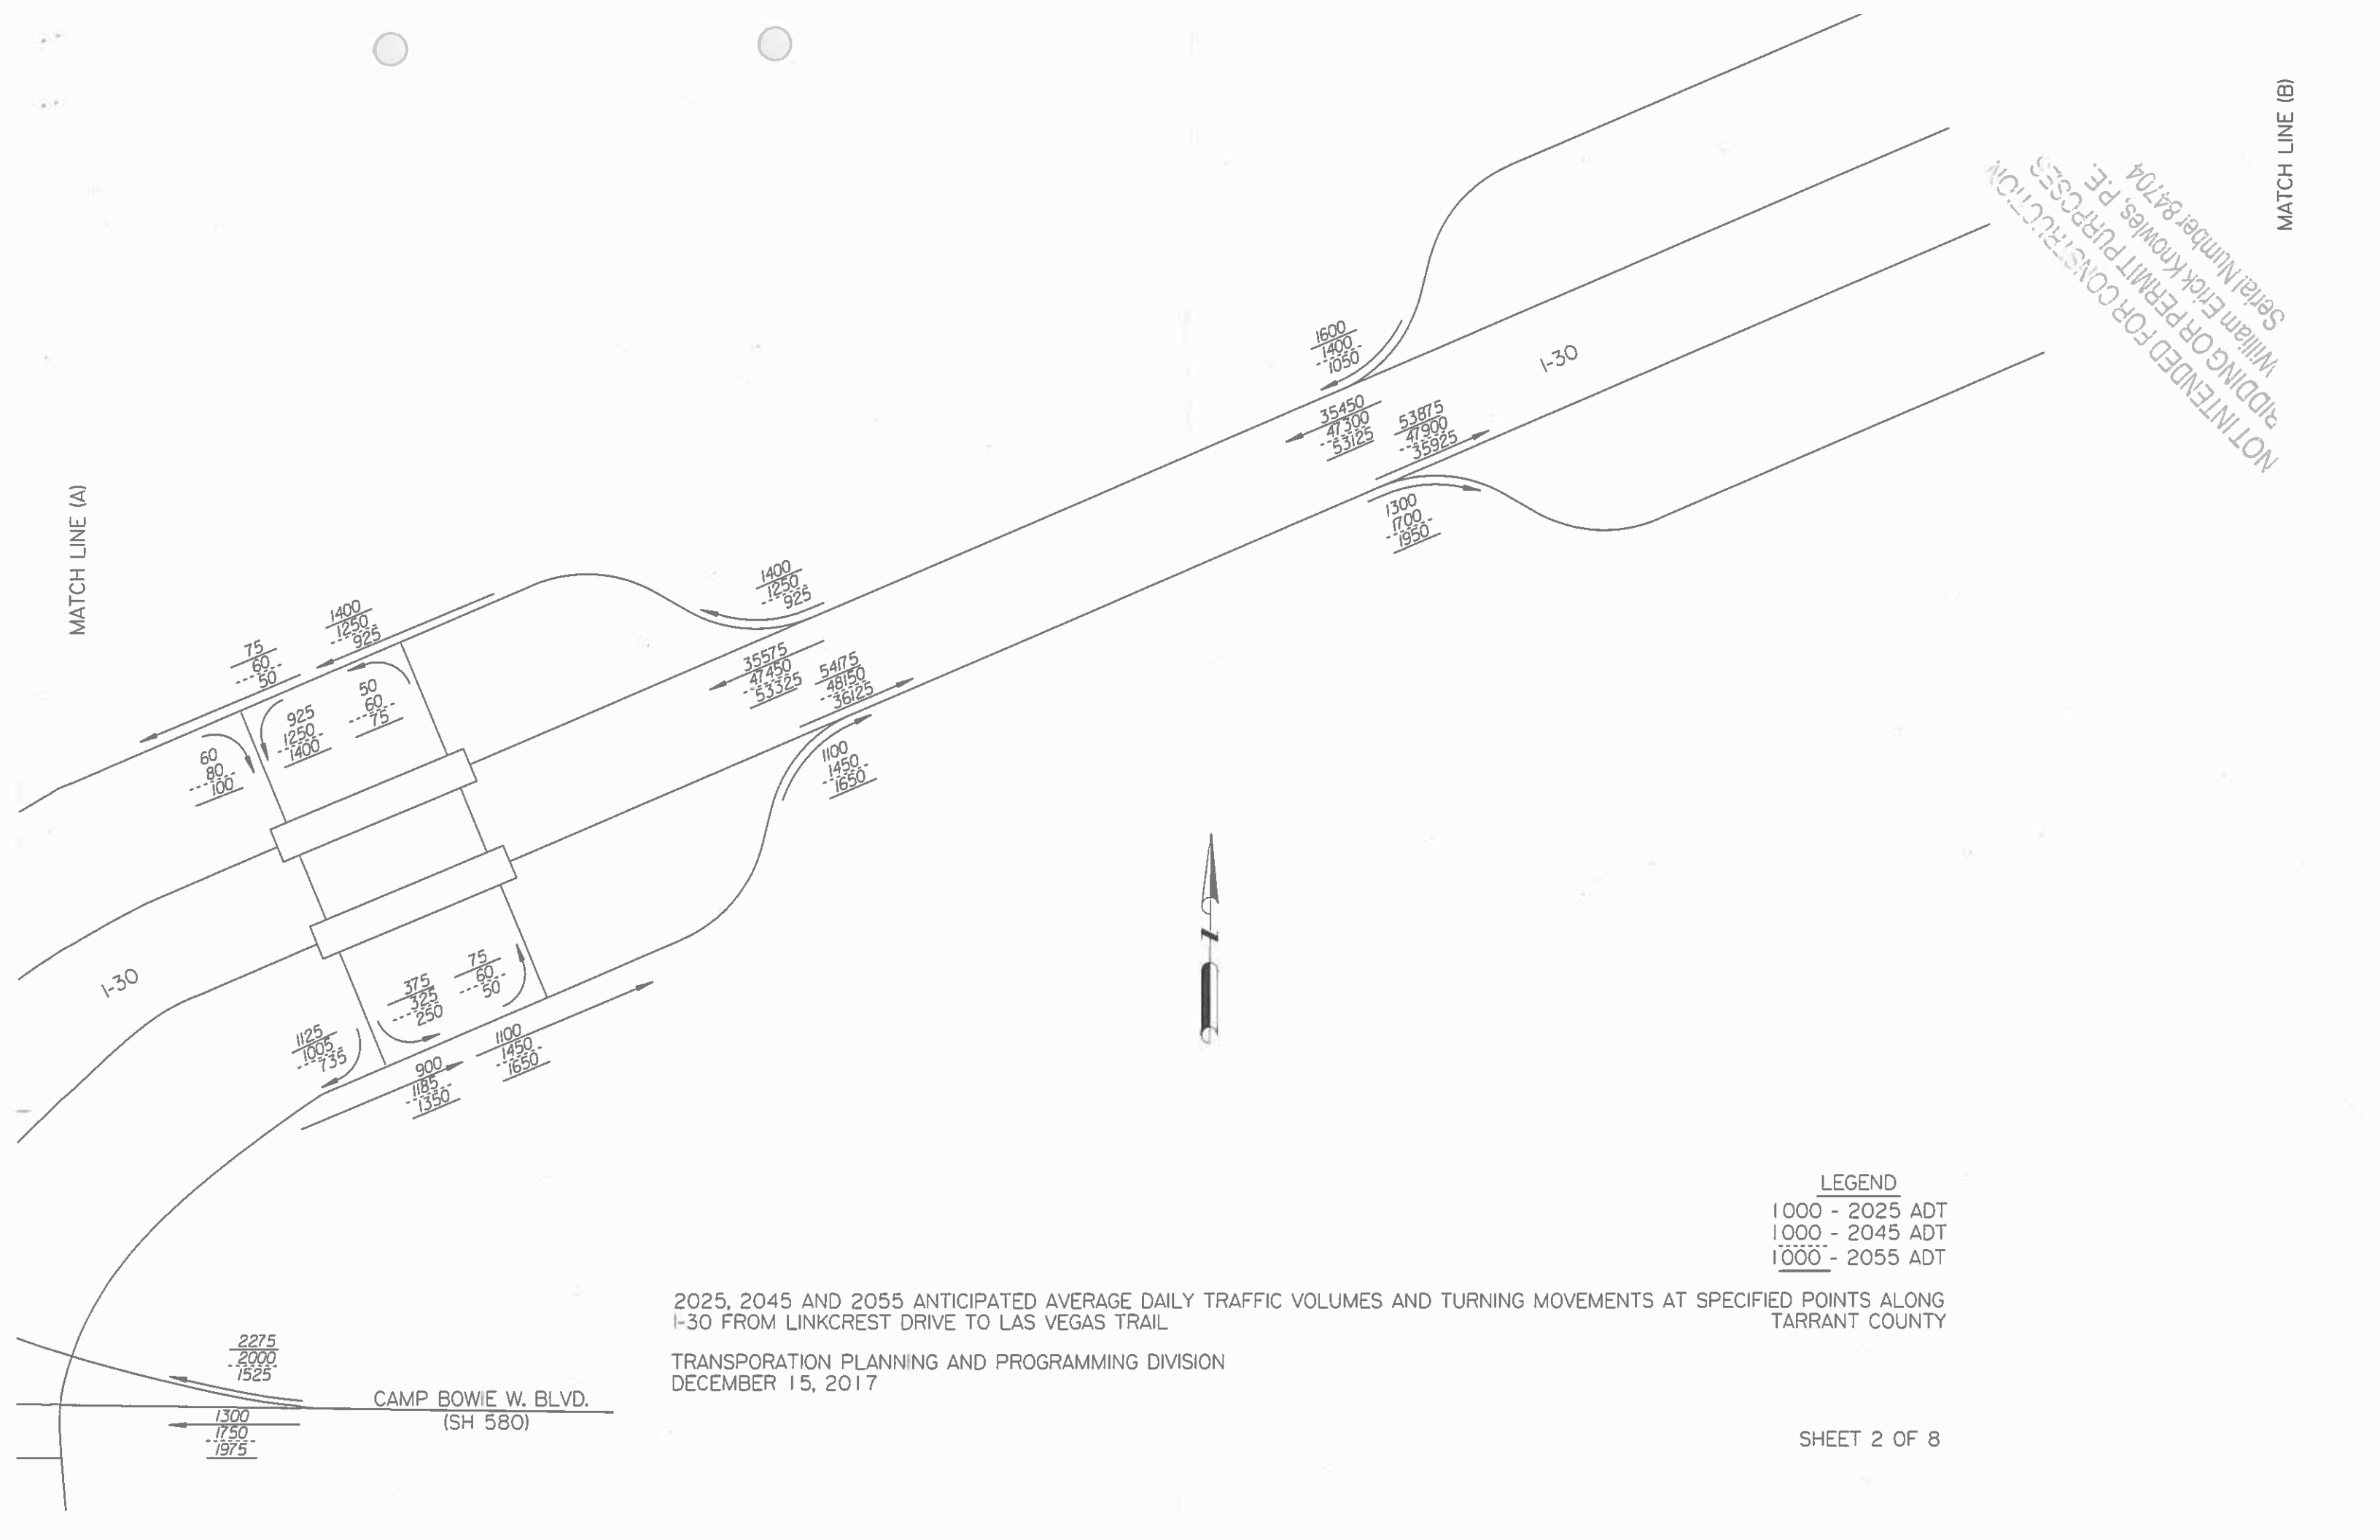 MATCH LINE (B)
NOT INTENDED FOR CONSTRUCTION
BIDDING OR PERMIT PURPOSES
William Erick Knowles, P.E.
Serial Number 84704
1600
1400
1050
I-30
35450
47300
53125
53875
47900
35925
1300
1700
1950
MATCH LINE (A)
1400
1250
925
1400
1250
925
75
60
50
35575
47450
53325
54175
48150
36125
50
60
75
925
1250
1400
60
80
100
1100
1450
1650
I-30
375
325
250
75
60
50
1125
1005
735
900
1185
1350
1100
1450
1650
N
LEGEND
1000 - 2025 ADT
1000 - 2045 ADT
1000 - 2055 ADT
2025, 2045 AND 2055 ANTICIPATED AVERAGE DAILY TRAFFIC VOLUMES AND TURNING MOVEMENTS AT SPECIFIED POINTS ALONG
I-30 FROM LINKCREST DRIVE TO LAS VEGAS TRAIL
TARRANT COUNTY
TRANSPORATION PLANNING AND PROGRAMMING DIVISION
DECEMBER 15, 2017
2275
2000
1525
CAMP BOWIE W. BLVD.
(SH 580)
1300
1750
1975
SHEET 2 OF 8